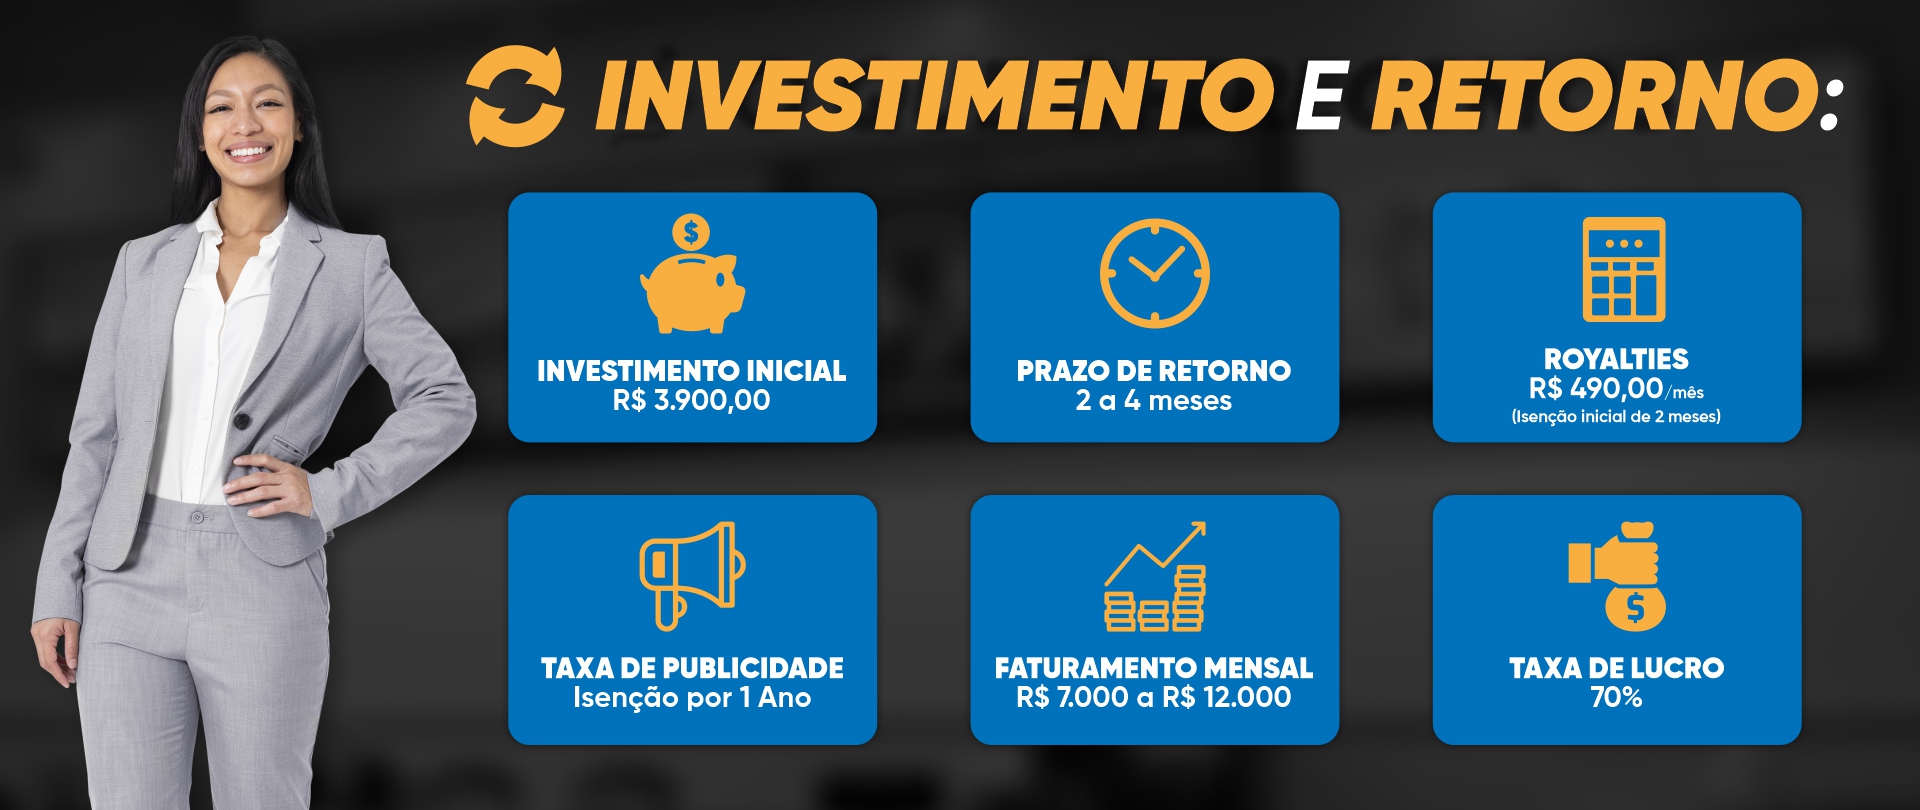 INVESTIMENTO E RETORNO:
INVESTIMENTO INICIAL
R$ 3.900,00
PRAZO DE RETORNO
2 a 4 meses
ROYALTIES
R$ 490,00/mês
(Isenção inicial de 2 meses)
TAXA DE PUBLICIDADE
Isenção por 1 Ano
FATURAMENTO MENSAL
R$ 7.000 a R$ 12.000
TAXA DE LUCRO
70%